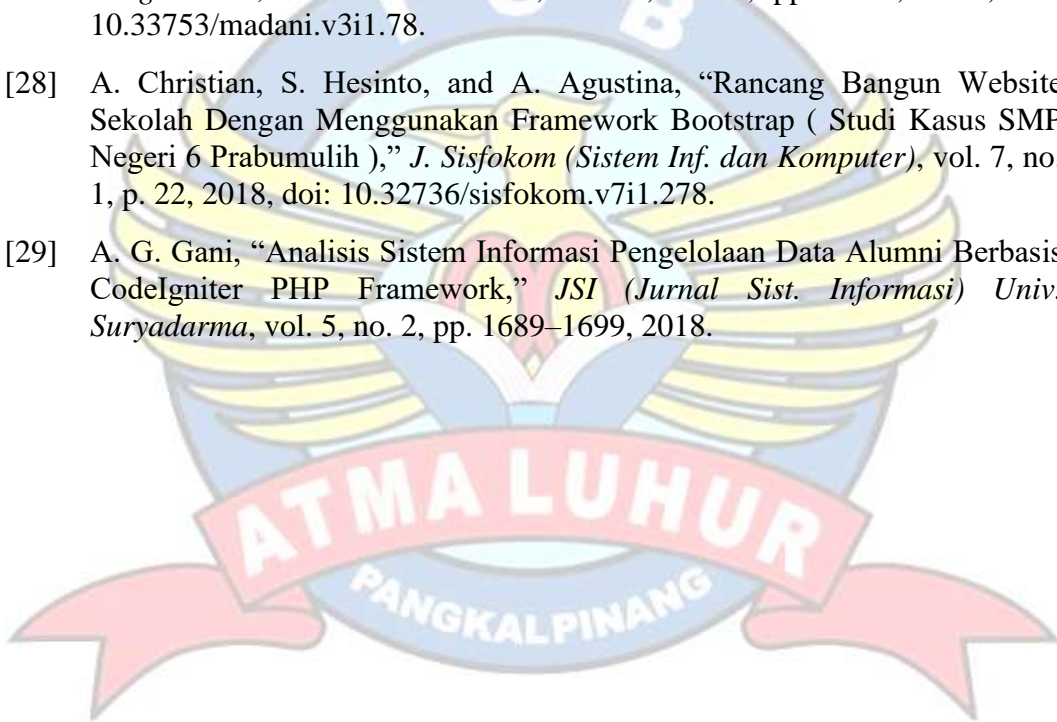 10.33753/madani.v3i1.78.
[28] A. Christian, S. Hesinto, and A. Agustina, “Rancang Bangun Website
Sekolah Dengan Menggunakan Framework Bootstrap ( Studi Kasus SMP
Negeri 6 Prabumulih ),” J. Sisfokom (Sistem Inf. dan Komputer), vol. 7, no.
1, p. 22, 2018, doi: 10.32736/sisfokom.v7i1.278.
[29] A. G. Gani, “Analisis Sistem Informasi Pengelolaan Data Alumni Berbasis
CodeIgniter PHP Framework,” JSI (Jurnal Sist. Informasi) Univ.
Suryadarma, vol. 5, no. 2, pp. 1689–1699, 2018.
ATMA LUHUR
PANGKALPINANG